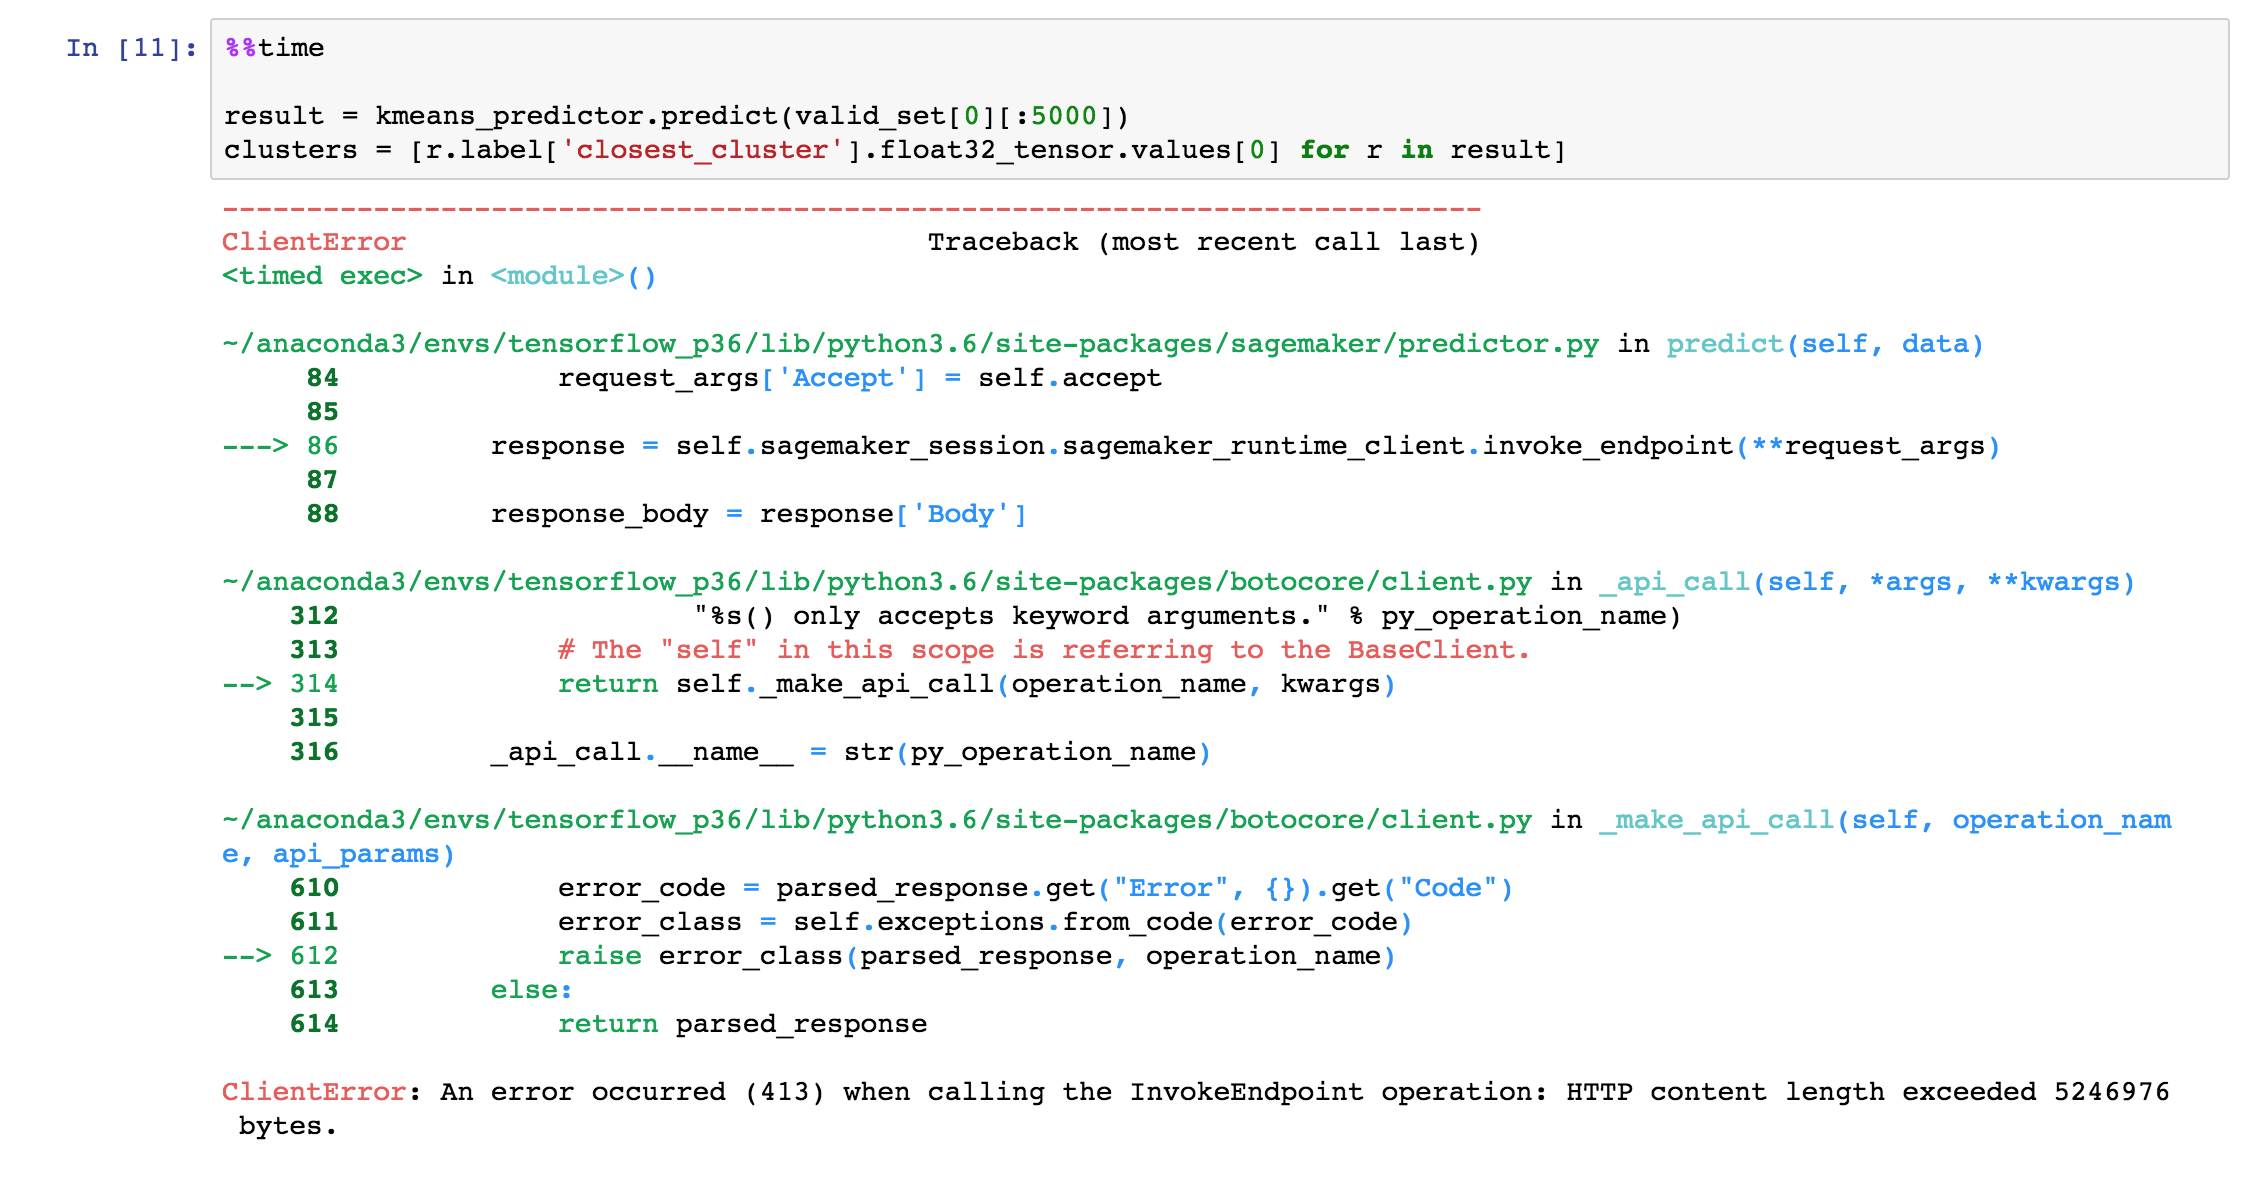 In [11]: %%time
result = kmeans_predictor.predict(valid_set[0][:5000])
clusters = [r.label['closest_cluster'].float32_tensor.values[0] for r in result]
---------------------------------------------------------------------------
ClientError                               Traceback (most recent call last)
<timed exec> in <module>()
~/anaconda3/envs/tensorflow_p36/lib/python3.6/site-packages/sagemaker/predictor.py in predict(self, data)
     84             request_args['Accept'] = self.accept
     85
---> 86         response = self.sagemaker_session.sagemaker_runtime_client.invoke_endpoint(**request_args)
     87
     88         response_body = response['Body']
~/anaconda3/envs/tensorflow_p36/lib/python3.6/site-packages/botocore/client.py in _api_call(self, *args, **kwargs)
    312                     "%s() only accepts keyword arguments." % py_operation_name)
    313             # The "self" in this scope is referring to the BaseClient.
--> 314             return self._make_api_call(operation_name, kwargs)
    315
    316         _api_call.__name__ = str(py_operation_name)
~/anaconda3/envs/tensorflow_p36/lib/python3.6/site-packages/botocore/client.py in _make_api_call(self, operation_nam
e, api_params)
    610             error_code = parsed_response.get("Error", {}).get("Code")
    611             error_class = self.exceptions.from_code(error_code)
--> 612             raise error_class(parsed_response, operation_name)
    613         else:
    614             return parsed_response
ClientError: An error occurred (413) when calling the InvokeEndpoint operation: HTTP content length exceeded 5246976
 bytes.